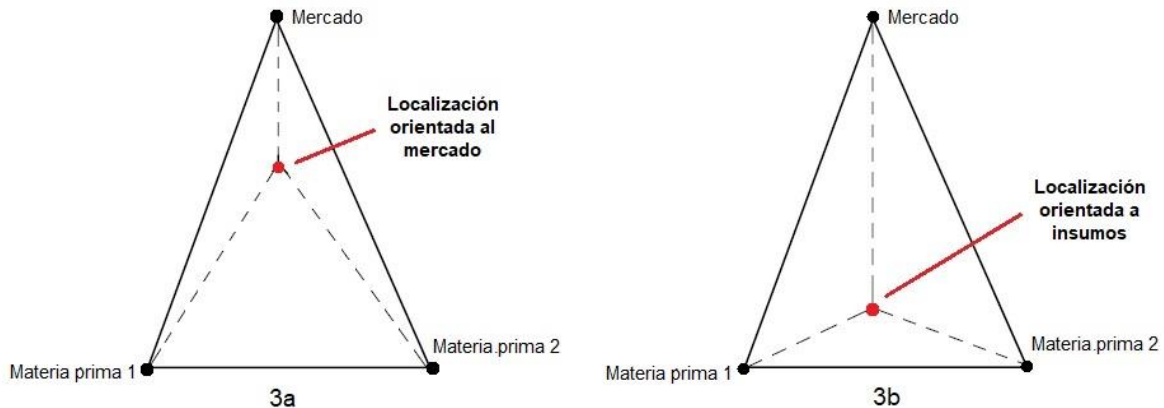 Mercado
Localización
orientada al
mercado
Materia prima 1
Materia.prima 2
3a
Mercado
Localización
orientada a
insumos
Materia prima 1
Materia.prima 2
3b